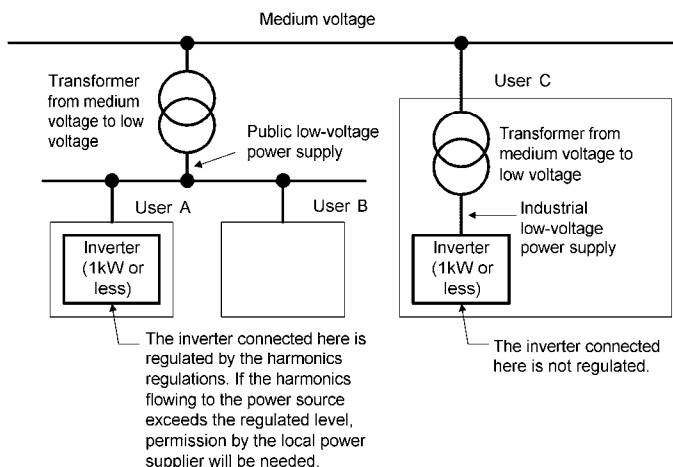 Medium voltage
Transformer
from medium
voltage to low
voltage
Public low-voltage
power supply
User C
Transformer from
medium voltage to
low voltage
Industrial
low-voltage
power supply
User A
User B
Inverter
(1kW or
less)
Inverter
(1kW or
less)
The inverter connected here is
regulated by the harmonics
regulations. If the harmonics
flowing to the power source
exceeds the regulated level,
permission by the local power
supplier will be needed.
The inverter connected
here is not regulated.